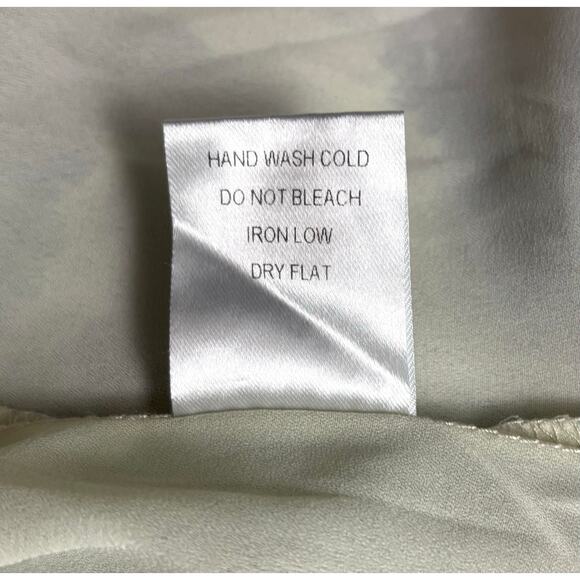 HAND WASH COLD
DO NOT BLEACH
IRON LOW
DRY FLAT